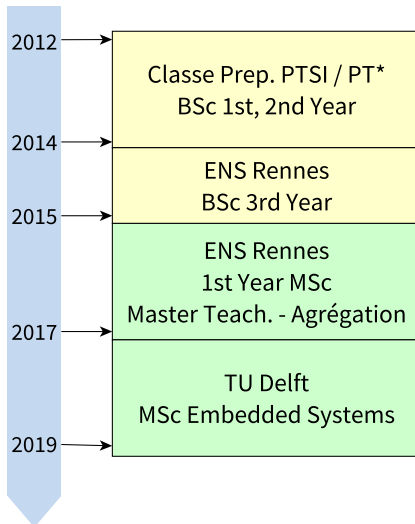 2012
Classe Prep. PTSI / PT*
BSc 1st, 2nd Year
2014
ENS Rennes
BSc 3rd Year
2015
ENS Rennes
1st Year MSc
Master Teach. - Agrégation
2017
TU Delft
MSc Embedded Systems
2019